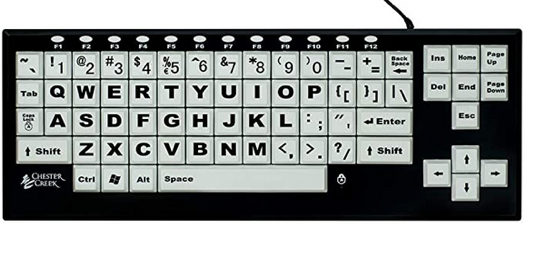 F1 F2 F3 F4 F5 F6 F7 F8 F9 F10 F11 F12
~ ` ! 1 @ 2 # 3 $ 4 % € 5 ^ 6 & 7 * 8 ( 9 ) 0 _ - + = Back Space ← Ins Home Page Up
Tab Q W E R T Y U I O P { [ } ] | \ Del End Page Down
Caps Lock A S D F G H J K L : ; " ' ↵ Enter Esc
↑ Shift Z X C V B N M < , > . ? / ↑ Shift ↑
CHESTER CREEK Ctrl Alt Space ← ↓ →